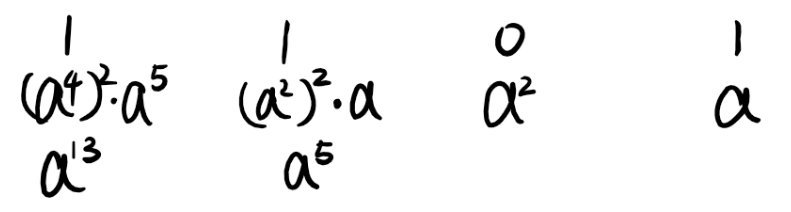 1 1 0 1
(a⁴)²·a⁵ (a²)²·a a² a
a¹³ a⁵